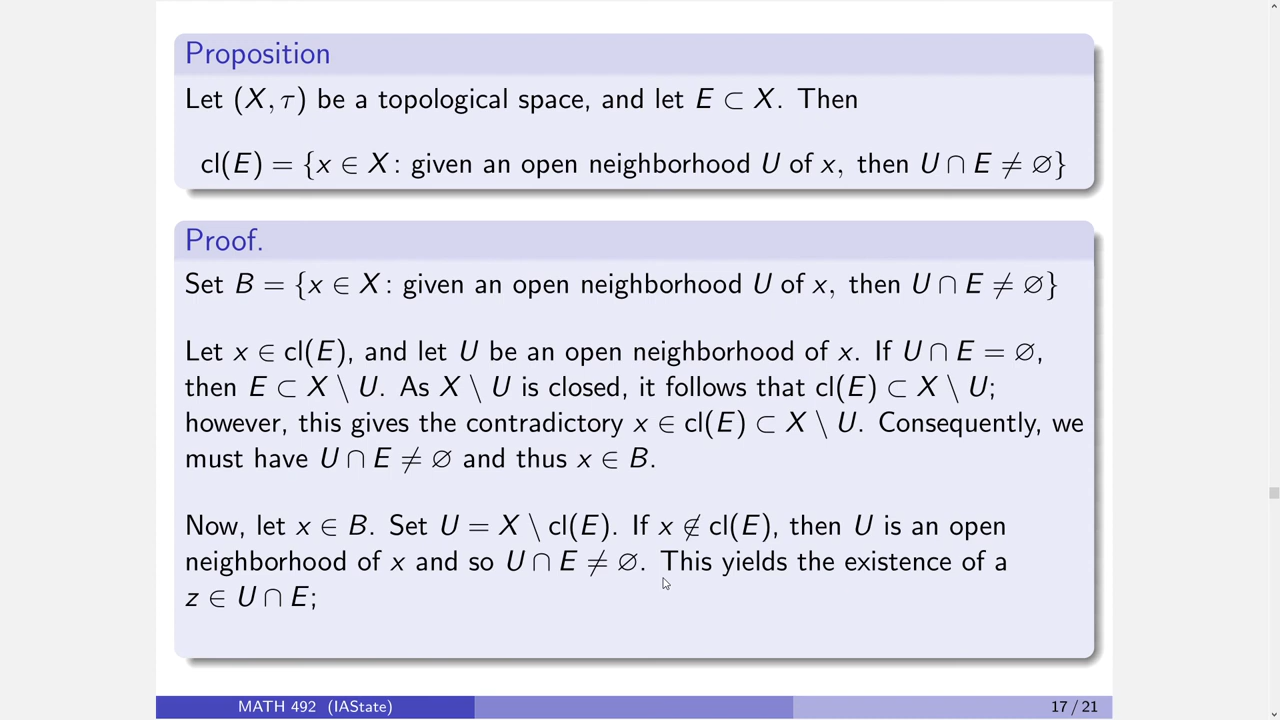 Proposition
Let (X, τ) be a topological space, and let E ⊂ X. Then
cl(E) = {x ∈ X : given an open neighborhood U of x, then U ∩ E ≠ ∅}
Proof.
Set B = {x ∈ X : given an open neighborhood U of x, then U ∩ E ≠ ∅}
Let x ∈ cl(E), and let U be an open neighborhood of x. If U ∩ E = ∅,
then E ⊂ X \ U. As X \ U is closed, it follows that cl(E) ⊂ X \ U;
however, this gives the contradictory x ∈ cl(E) ⊂ X \ U. Consequently, we
must have U ∩ E ≠ ∅ and thus x ∈ B.
Now, let x ∈ B. Set U = X \ cl(E). If x ∉ cl(E), then U is an open
neighborhood of x and so U ∩ E ≠ ∅. This yields the existence of a
z ∈ U ∩ E;
MATH 492 (IAState) 17 / 21